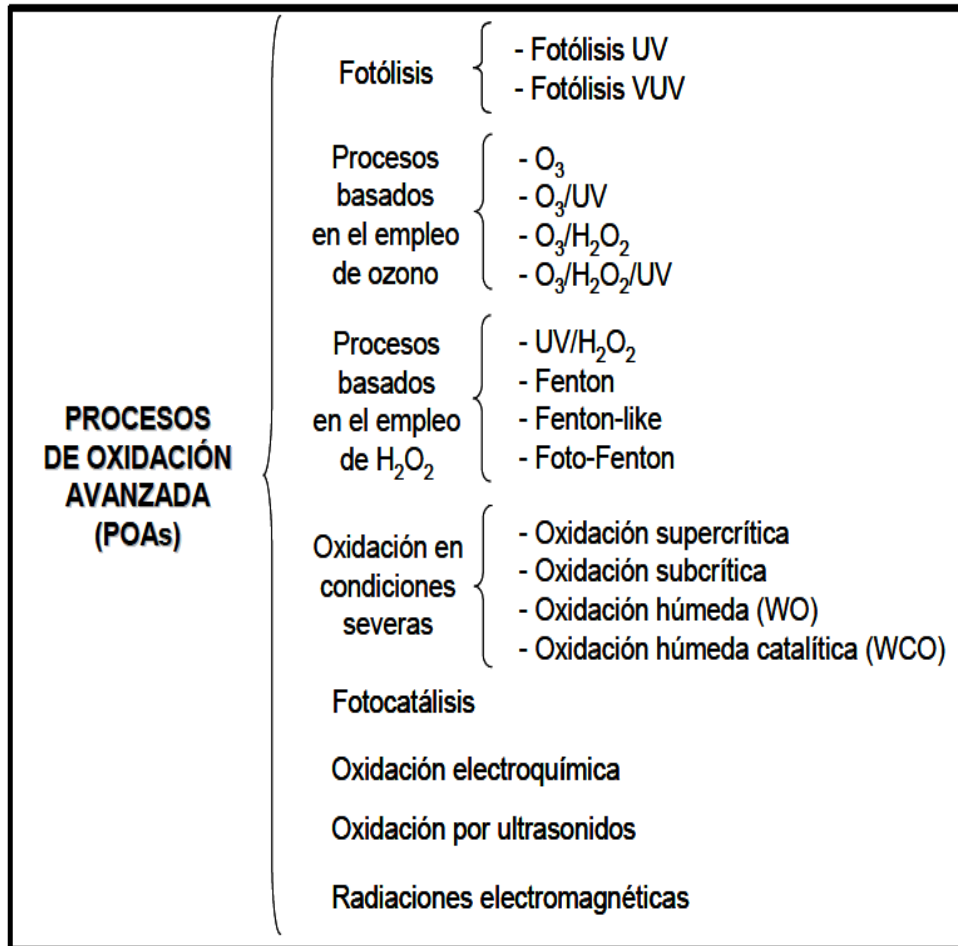 PROCESOS
DE OXIDACIÓN
AVANZADA
(POAs)
Fotólisis
- Fotólisis UV
- Fotólisis VUV
Procesos
basados
en el empleo
de ozono
- O₃
- O₃/UV
- O₃/H₂O₂
- O₃/H₂O₂/UV
Procesos
basados
en el empleo
de H₂O₂
- UV/H₂O₂
- Fenton
- Fenton-like
- Foto-Fenton
Oxidación en
condiciones
severas
- Oxidación supercrítica
- Oxidación subcrítica
- Oxidación húmeda (WO)
- Oxidación húmeda catalítica (WCO)
Fotocatálisis
Oxidación electroquímica
Oxidación por ultrasonidos
Radiaciones electromagnéticas